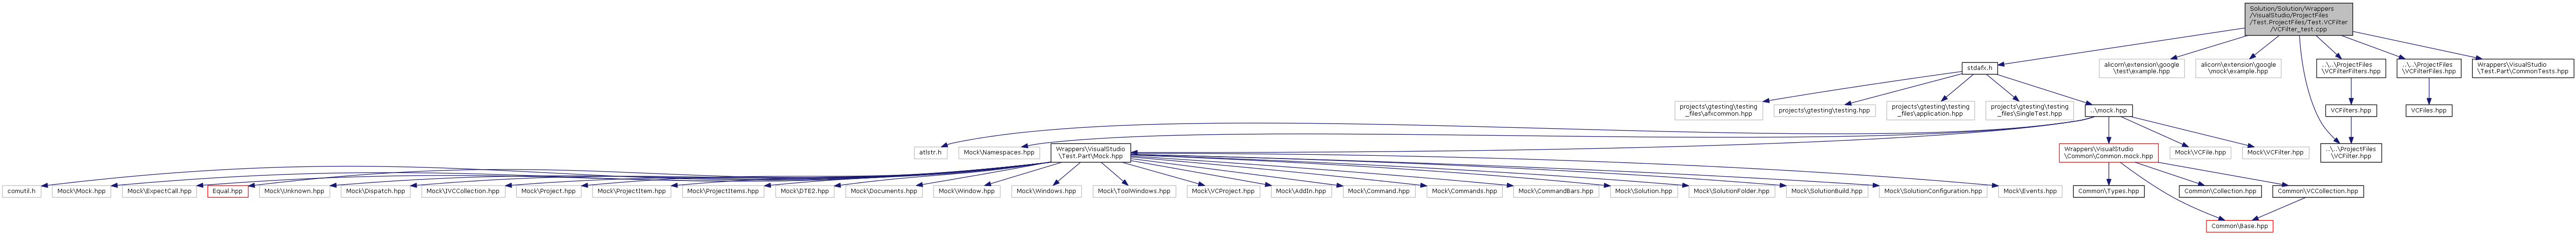 Solution/Solution/Wrappers
/VisualStudio/ProjectFiles
/Test.ProjectFiles/Test.VCFilter
/VCFilter_test.cpp
stdafx.h
alicorn\extension\google
\test\example.hpp
alicorn\extension\google
\mock\example.hpp
..\..\ProjectFiles
\VCFilterFilters.hpp
..\..\ProjectFiles
\VCFilterFiles.hpp
Wrappers\VisualStudio
\Test.Part\CommonTests.hpp
projects\gtesting\testing
_files\afxcommon.hpp
projects\gtesting\testing.hpp
projects\gtesting\testing
_files\application.hpp
projects\gtesting\testing
_files\SingleTest.hpp
..\mock.hpp
VCFilters.hpp
VCFiles.hpp
atlstr.h
Mock\Namespaces.hpp
Wrappers\VisualStudio
\Test.Part\Mock.hpp
Wrappers\VisualStudio
\Common\Common.mock.hpp
Mock\VCFile.hpp
Mock\VCFilter.hpp
..\..\ProjectFiles
\VCFilter.hpp
comutil.h
Mock\Mock.hpp
Mock\ExpectCall.hpp
Equal.hpp
Mock\Unknown.hpp
Mock\Dispatch.hpp
Mock\IVCCollection.hpp
Mock\Project.hpp
Mock\ProjectItem.hpp
Mock\ProjectItems.hpp
Mock\DTE2.hpp
Mock\Documents.hpp
Mock\Window.hpp
Mock\Windows.hpp
Mock\ToolWindows.hpp
Mock\VCProject.hpp
Mock\AddIn.hpp
Mock\Command.hpp
Mock\Commands.hpp
Mock\CommandBars.hpp
Mock\Solution.hpp
Mock\SolutionFolder.hpp
Mock\SolutionBuild.hpp
Mock\SolutionConfiguration.hpp
Mock\Events.hpp
Common\Types.hpp
Common\Collection.hpp
Common\VCCollection.hpp
Common\Base.hpp